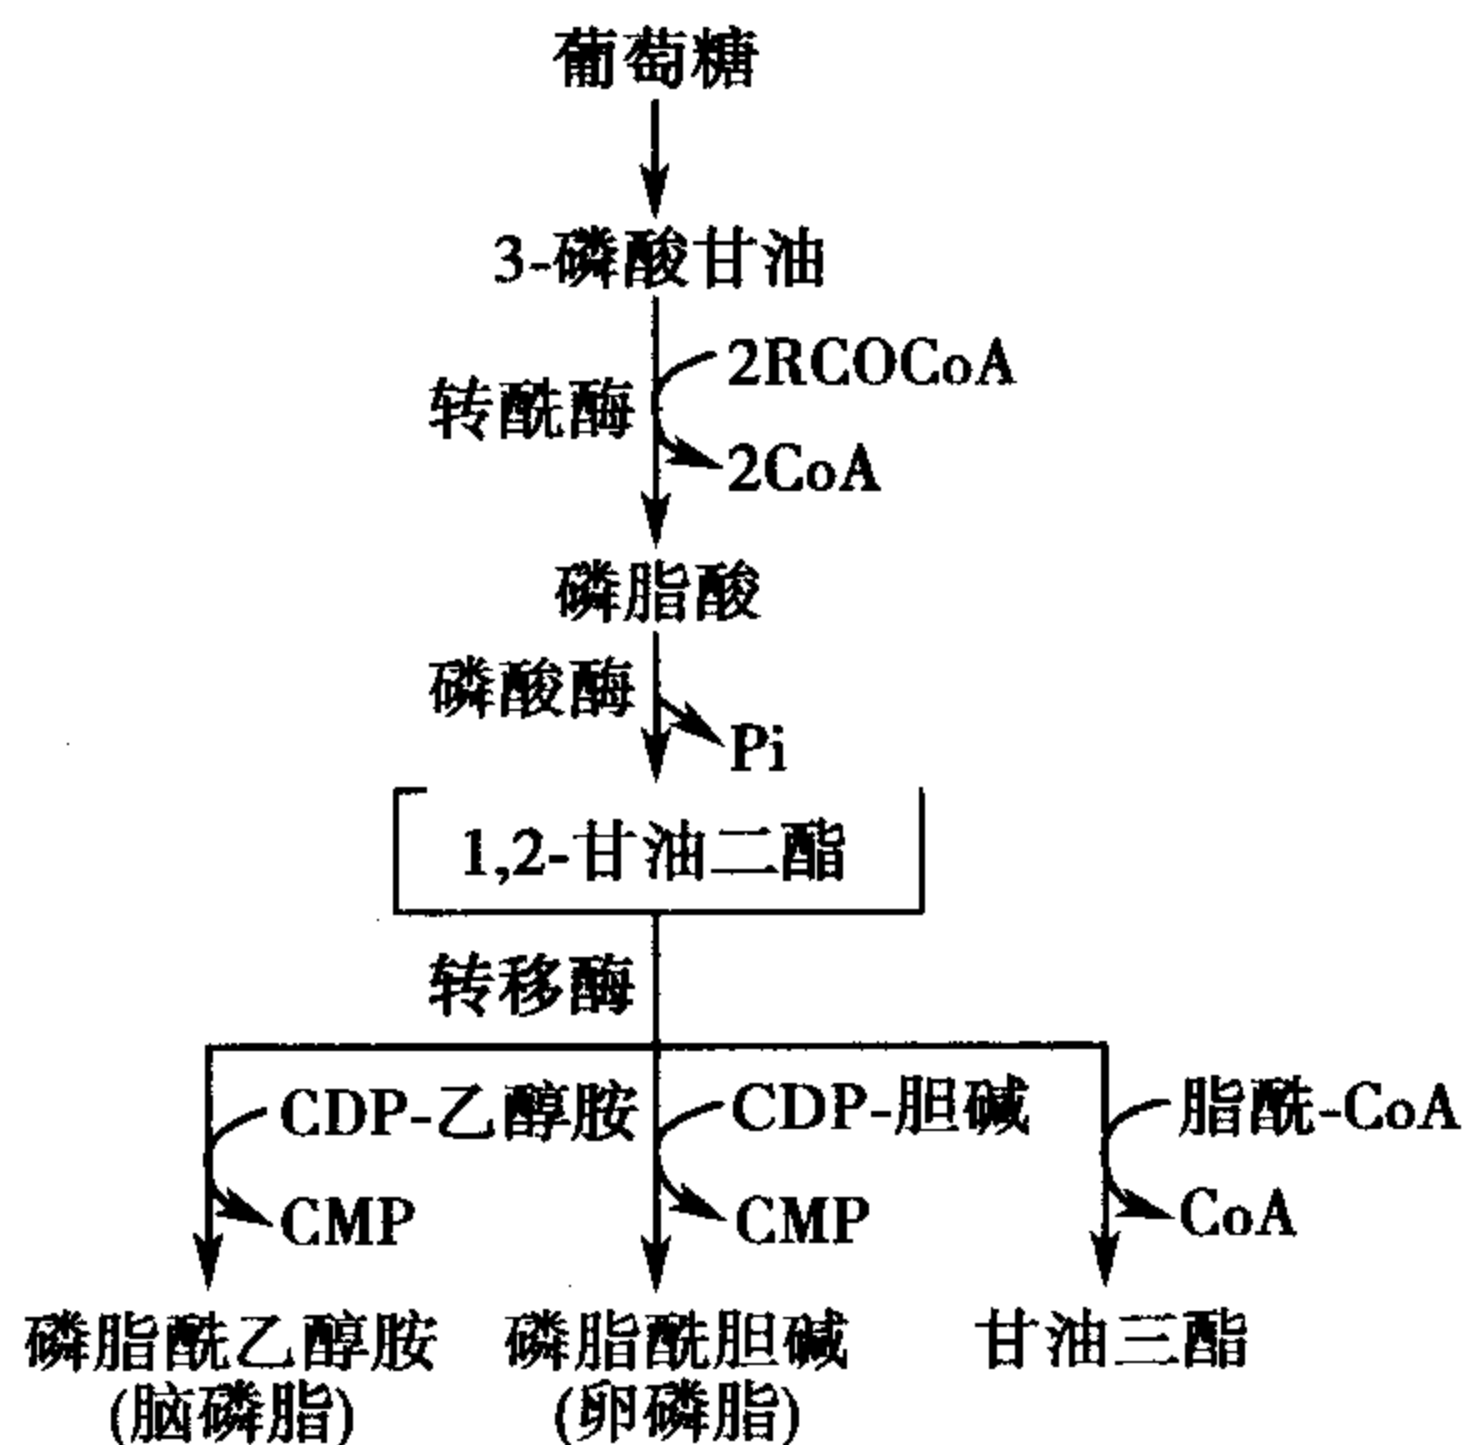 葡萄糖
3-磷酸甘油
2RCOCoA
转酰酶
2CoA
磷脂酸
磷酸酶
Pi
1,2-甘油二酯
转移酶
CDP-乙醇胺 CDP-胆碱 脂酰-CoA
CMP CMP CoA
磷脂酰乙醇胺 磷脂酰胆碱 甘油三酯
(脑磷脂) (卵磷脂)